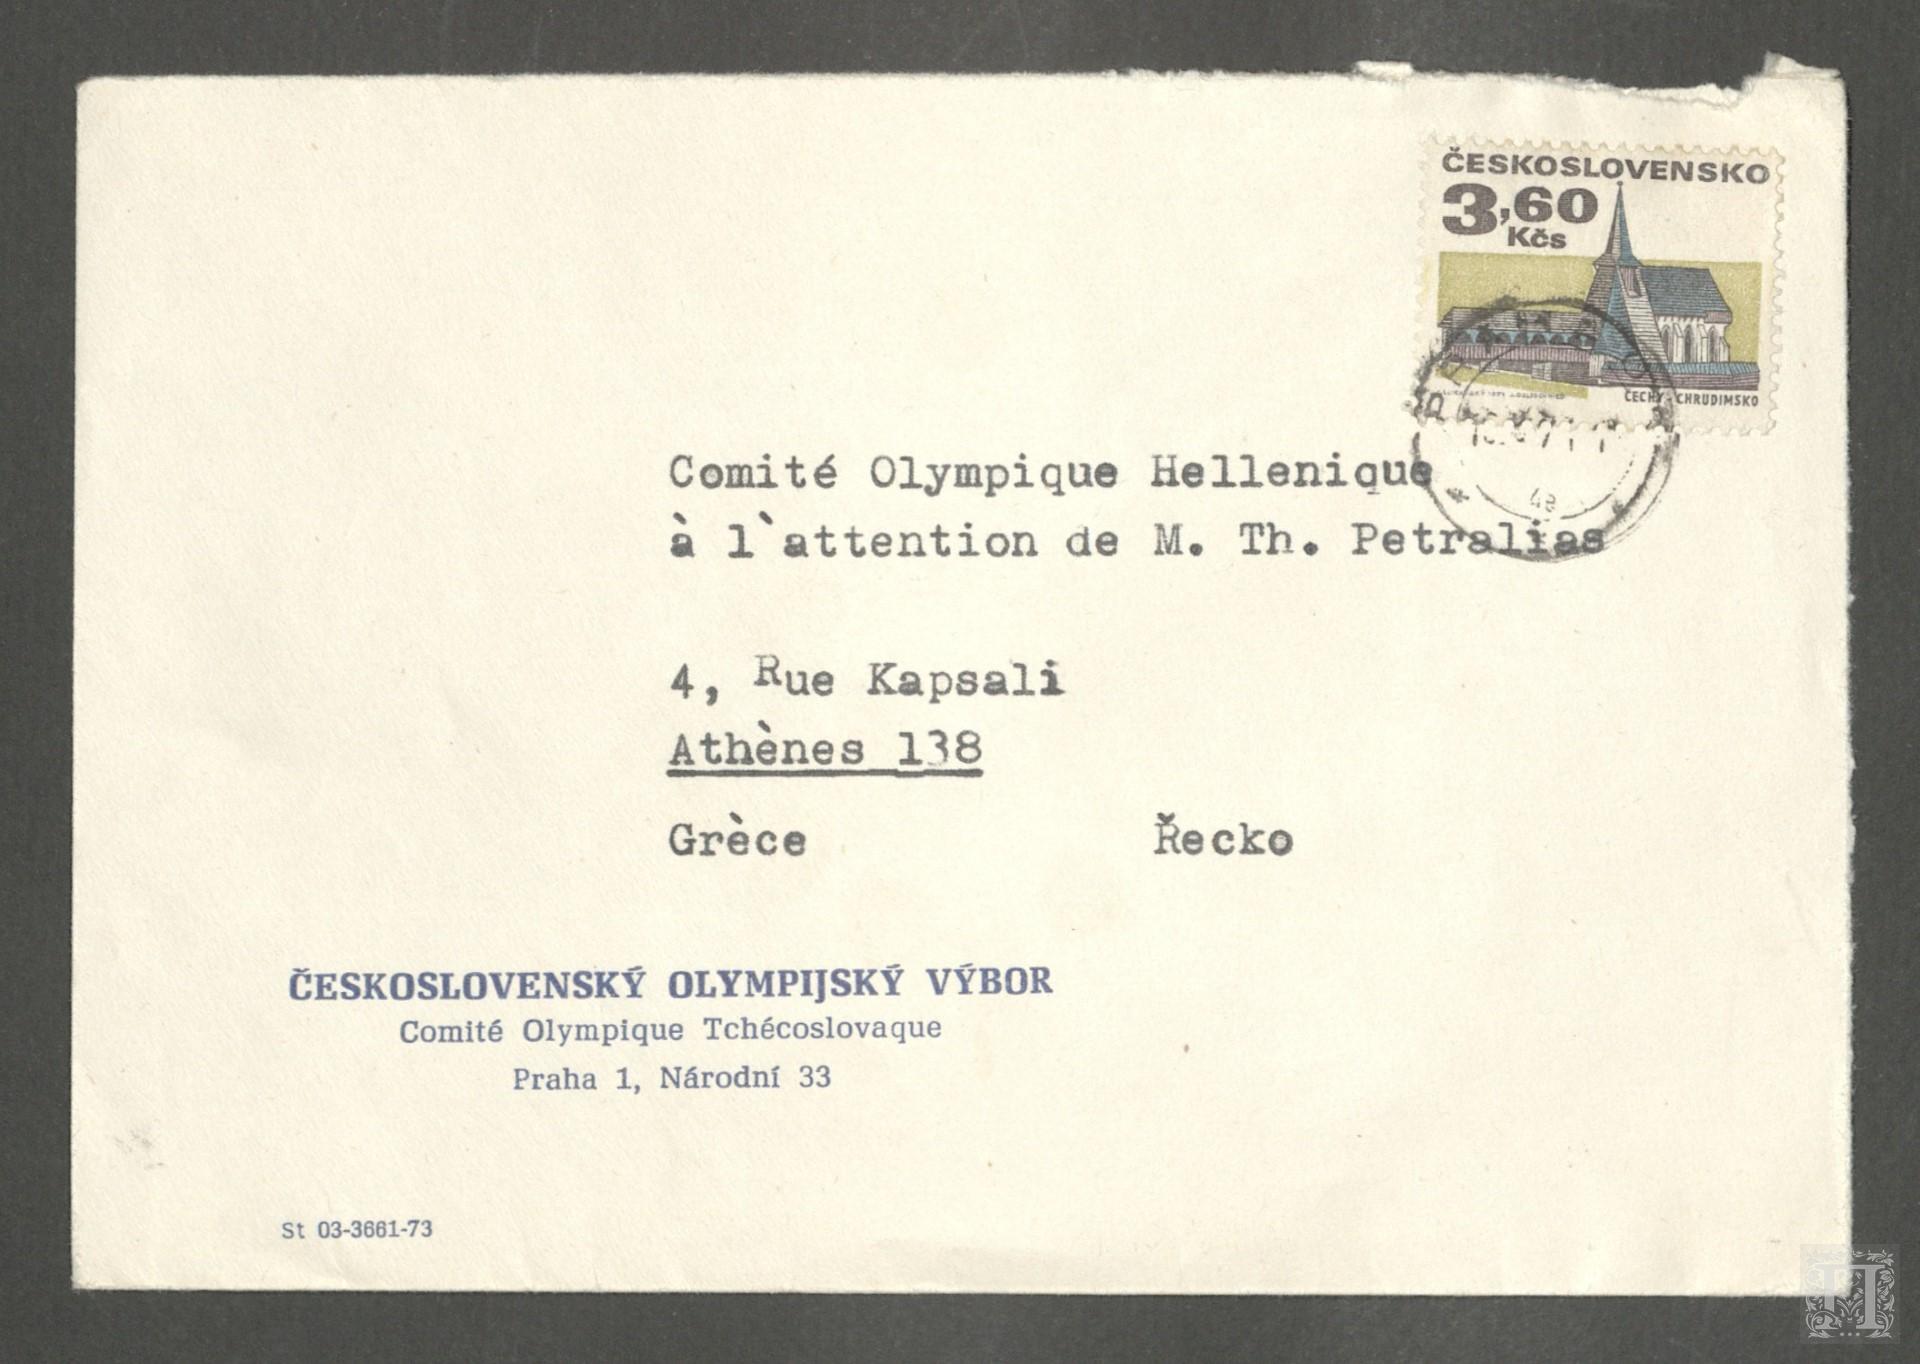 ČESKOSLOVENSKO
3,60
Kčs
ČECHY - CHRUDIMSKO
Comité Olympique Hellenique
à l`attention de M. Th. Petralias
4, Rue Kapsali
Athènes 138
Grèce Řecko
ČESKOSLOVENSKÝ OLYMPIJSKÝ VÝBOR
Comité Olympique Tchécoslovaque
Praha 1, Národní 33
St 03-3661-73